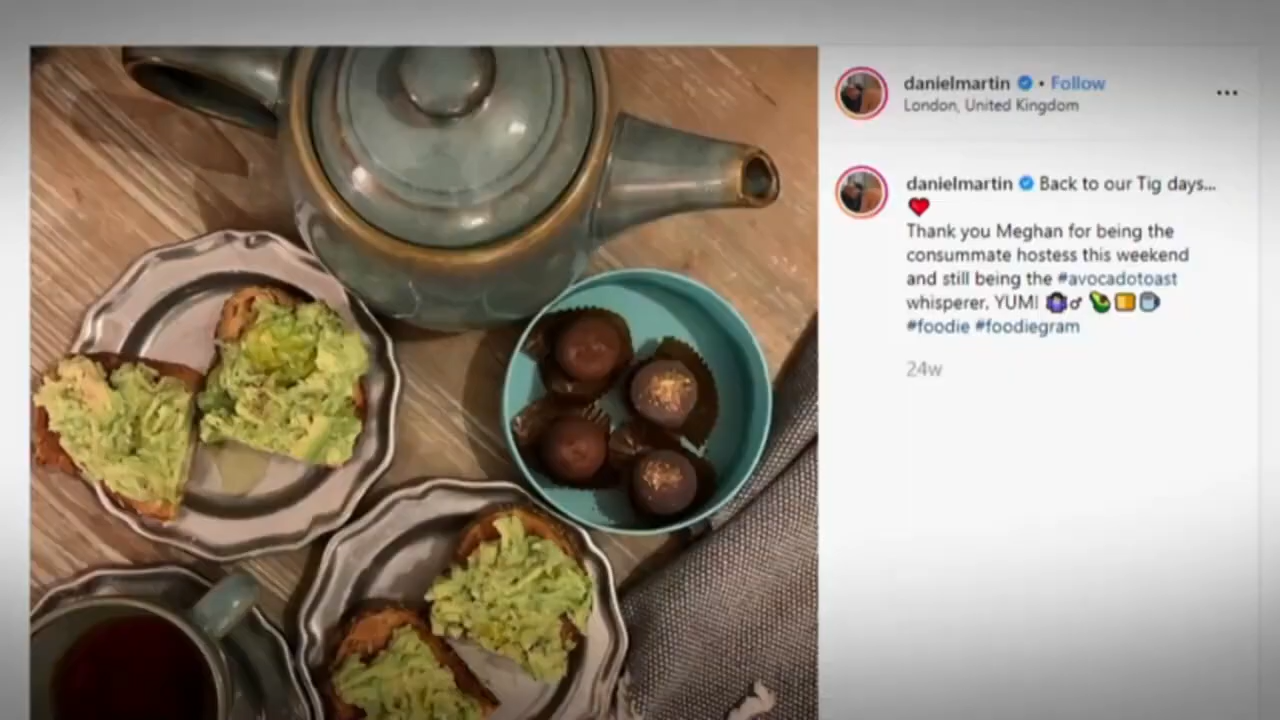 danielmartin • Follow
London, United Kingdom
danielmartin Back to our Tig days...
❤️
Thank you Meghan for being the
consummate hostess this weekend
and still being the #avocadotoast
whisperer, YUM!
#foodie #foodiegram
24w